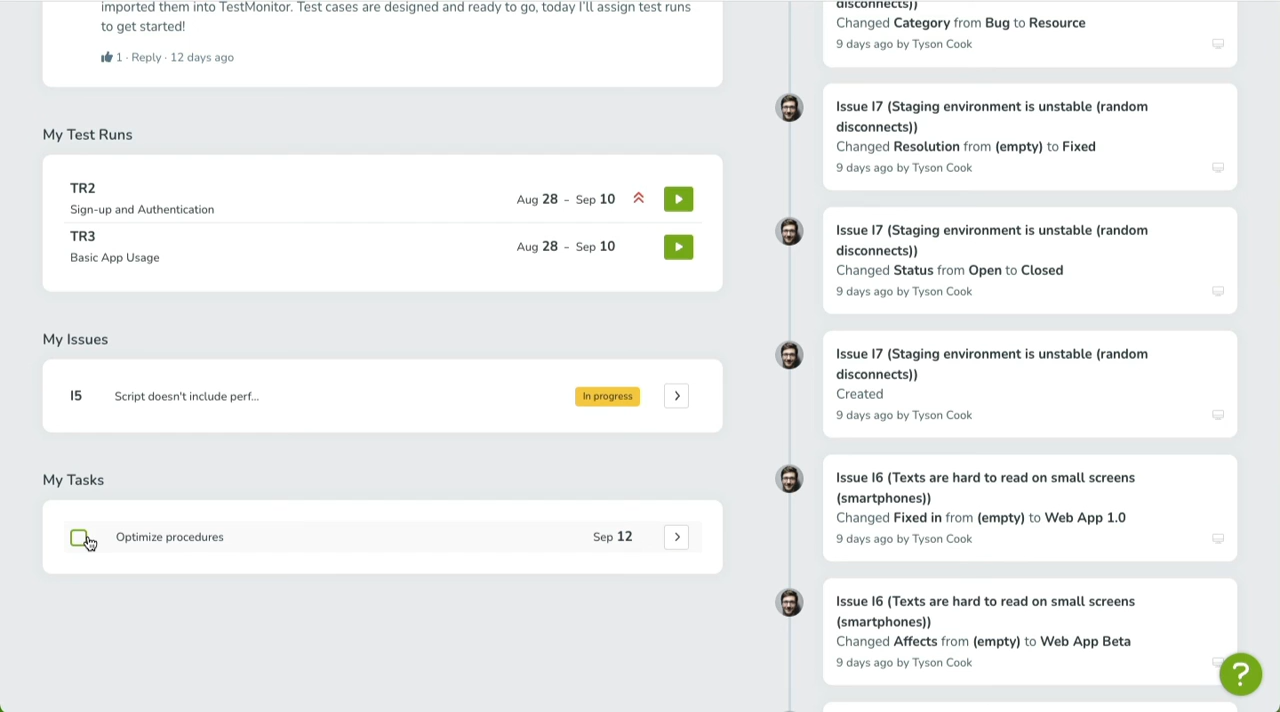 imported them into TestMonitor. Test cases are designed and ready to go, today I'll assign test runs
to get started!
1 · Reply · 12 days ago
My Test Runs
TR2
Sign-up and Authentication
Aug 28 – Sep 10
TR3
Basic App Usage
Aug 28 – Sep 10
My Issues
I5
Script doesn't include perf...
In progress
My Tasks
Optimize procedures
Sep 12
disconnects))
Changed Category from Bug to Resource
9 days ago by Tyson Cook
Issue I7 (Staging environment is unstable (random
disconnects))
Changed Resolution from (empty) to Fixed
9 days ago by Tyson Cook
Issue I7 (Staging environment is unstable (random
disconnects))
Changed Status from Open to Closed
9 days ago by Tyson Cook
Issue I7 (Staging environment is unstable (random
disconnects))
Created
9 days ago by Tyson Cook
Issue I6 (Texts are hard to read on small screens
(smartphones))
Changed Fixed in from (empty) to Web App 1.0
9 days ago by Tyson Cook
Issue I6 (Texts are hard to read on small screens
(smartphones))
Changed Affects from (empty) to Web App Beta
9 days ago by Tyson Cook
?